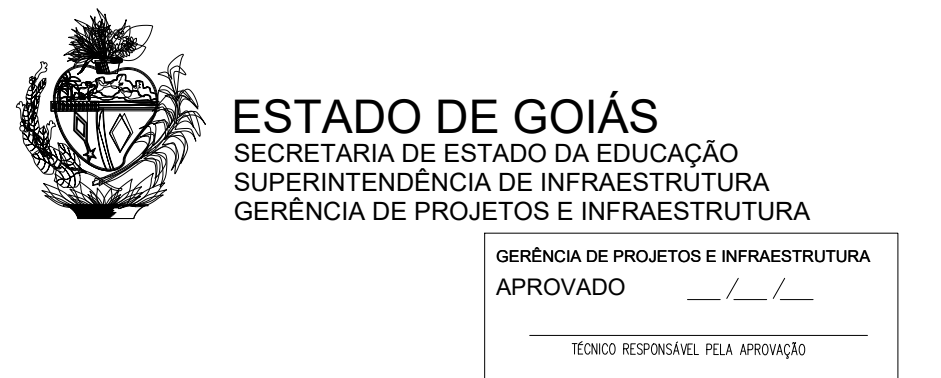 ESTADO DE GOIÁS
SECRETARIA DE ESTADO DA EDUCAÇÃO
SUPERINTENDÊNCIA DE INFRAESTRUTURA
GERÊNCIA DE PROJETOS E INFRAESTRUTURA
GERÊNCIA DE PROJETOS E INFRAESTRUTURA
APROVADO ___ /___ /___
TÉCNICO RESPONSÁVEL PELA APROVAÇÃO